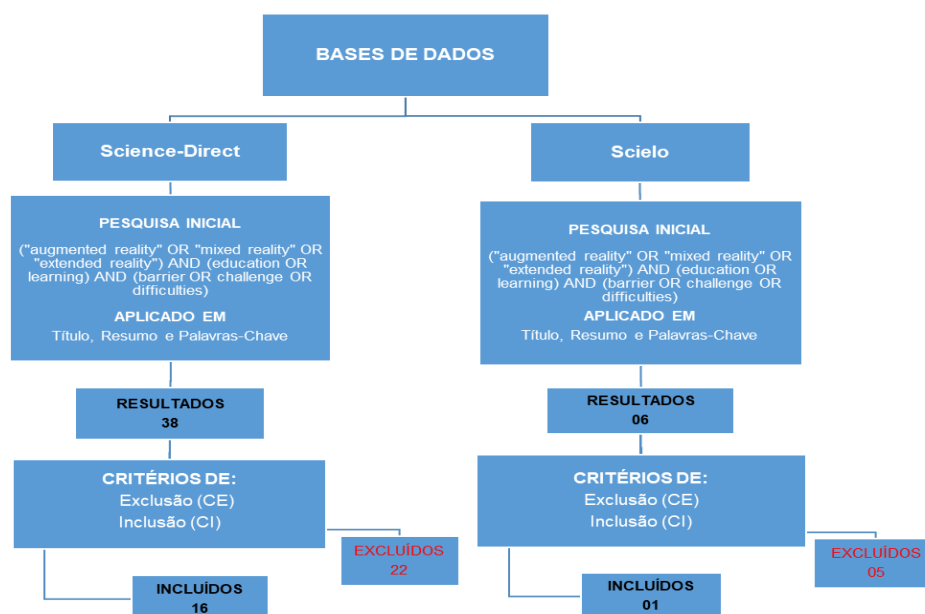 BASES DE DADOS
Science-Direct
PESQUISA INICIAL
("augmented reality" OR "mixed reality" OR
"extended reality") AND (education OR
learning) AND (barrier OR challenge OR
difficulties)
APLICADO EM
Título, Resumo e Palavras-Chave
RESULTADOS
38
CRITÉRIOS DE:
Exclusão (CE)
Inclusão (CI)
EXCLUÍDOS
22
INCLUÍDOS
16
Scielo
PESQUISA INICIAL
("augmented reality" OR "mixed reality" OR
"extended reality") AND (education OR
learning) AND (barrier OR challenge OR
difficulties)
APLICADO EM
Título, Resumo e Palavras-Chave
RESULTADOS
06
CRITÉRIOS DE:
Exclusão (CE)
Inclusão (CI)
EXCLUÍDOS
05
INCLUÍDOS
01